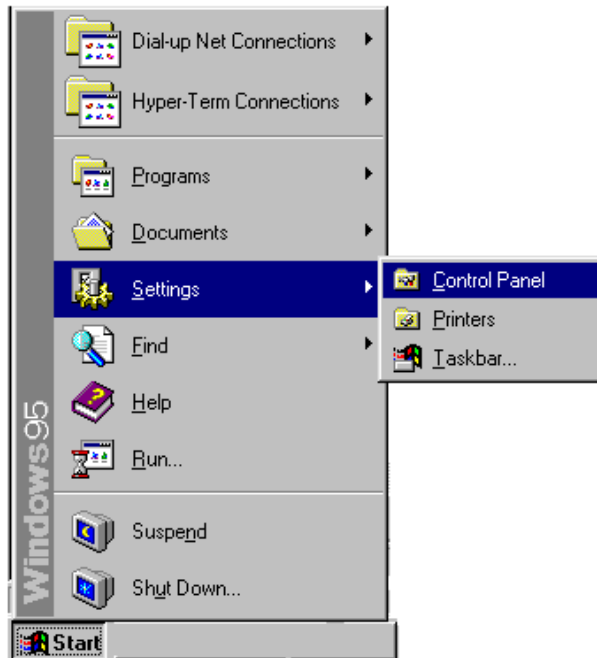 Dial-up Net Connections
Hyper-Term Connections
Programs
Documents
Settings
Control Panel
Printers
Taskbar...
Find
Help
Run...
Suspend
Shut Down...
Windows95
Start